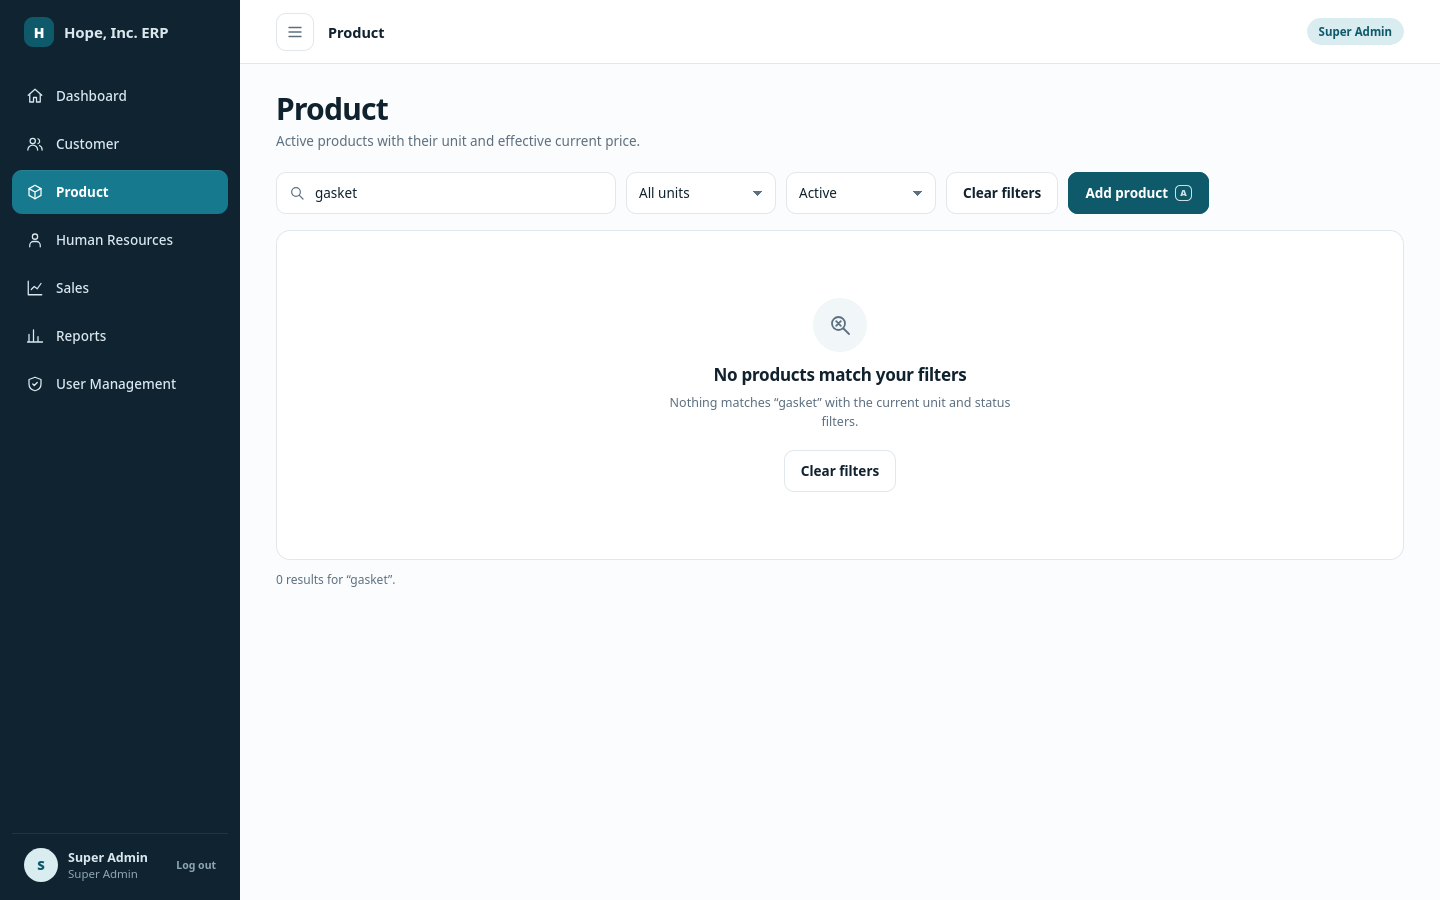 H Hope, Inc. ERP
Dashboard
Customer
Product
Human Resources
Sales
Reports
User Management
S Super Admin
Super Admin
Log out
Product
Super Admin
Product
Active products with their unit and effective current price.
gasket
All units
Active
Clear filters
Add product A
No products match your filters
Nothing matches “gasket” with the current unit and status
filters.
Clear filters
0 results for “gasket”.